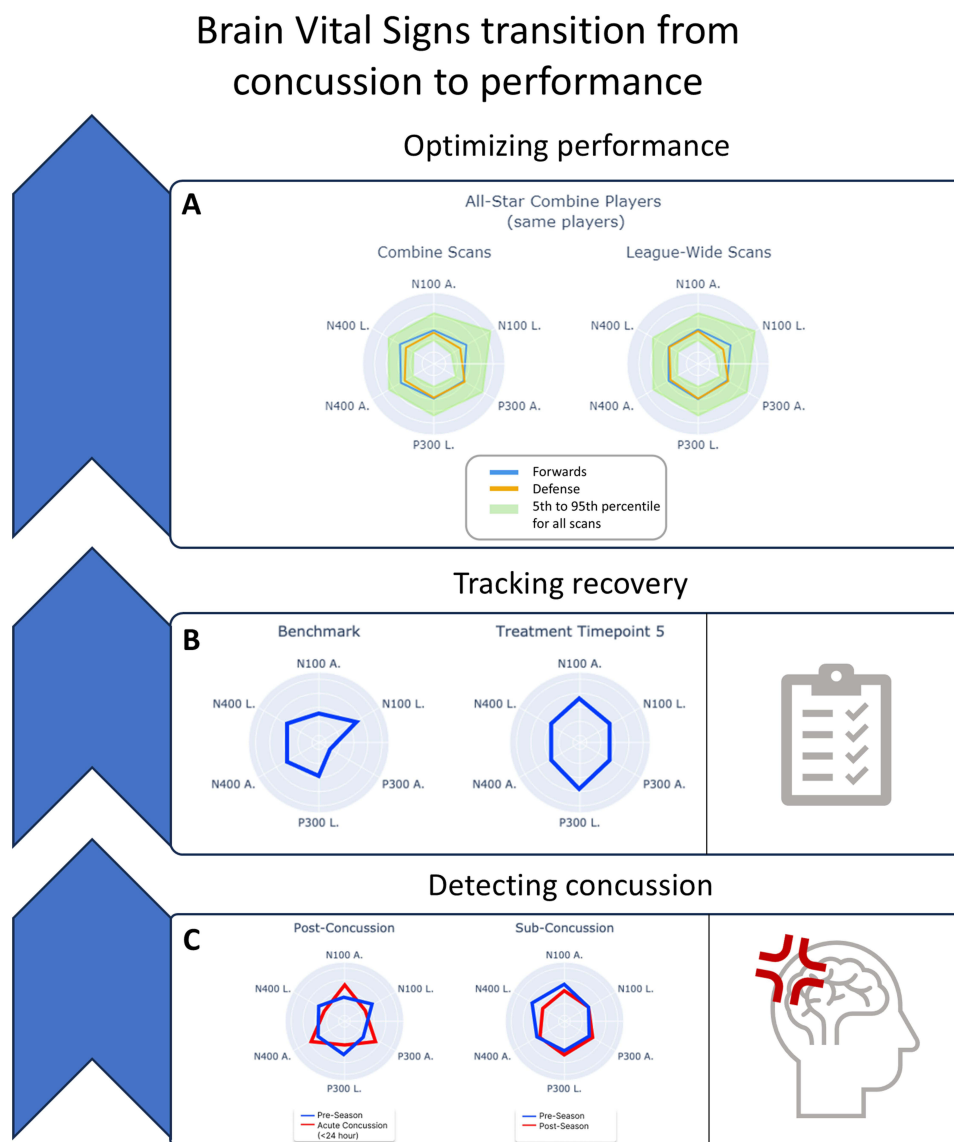 Brain Vital Signs transition from
concussion to performance
Optimizing performance
A
All-Star Combine Players
(same players)
Combine Scans
League-Wide Scans
N100 A.
N100 A.
N400 L.
N100 L.
N400 L.
N100 L.
N400 A.
P300 A.
N400 A.
P300 A.
P300 L.
P300 L.
Forwards
Defense
5th to 95th percentile
for all scans
Tracking recovery
B
Benchmark
Treatment Timepoint 5
N100 A.
N100 A.
N400 L.
N100 L.
N400 L.
N100 L.
N400 A.
P300 A.
N400 A.
P300 A.
P300 L.
P300 L.
Detecting concussion
C
Post-Concussion
Sub-Concussion
N100 A.
N100 A.
N400 L.
N100 L.
N400 L.
N100 L.
N400 A.
P300 A.
N400 A.
P300 A.
P300 L.
P300 L.
Pre-Season
Acute Concussion
(<24 hour)
Pre-Season
Post-Season